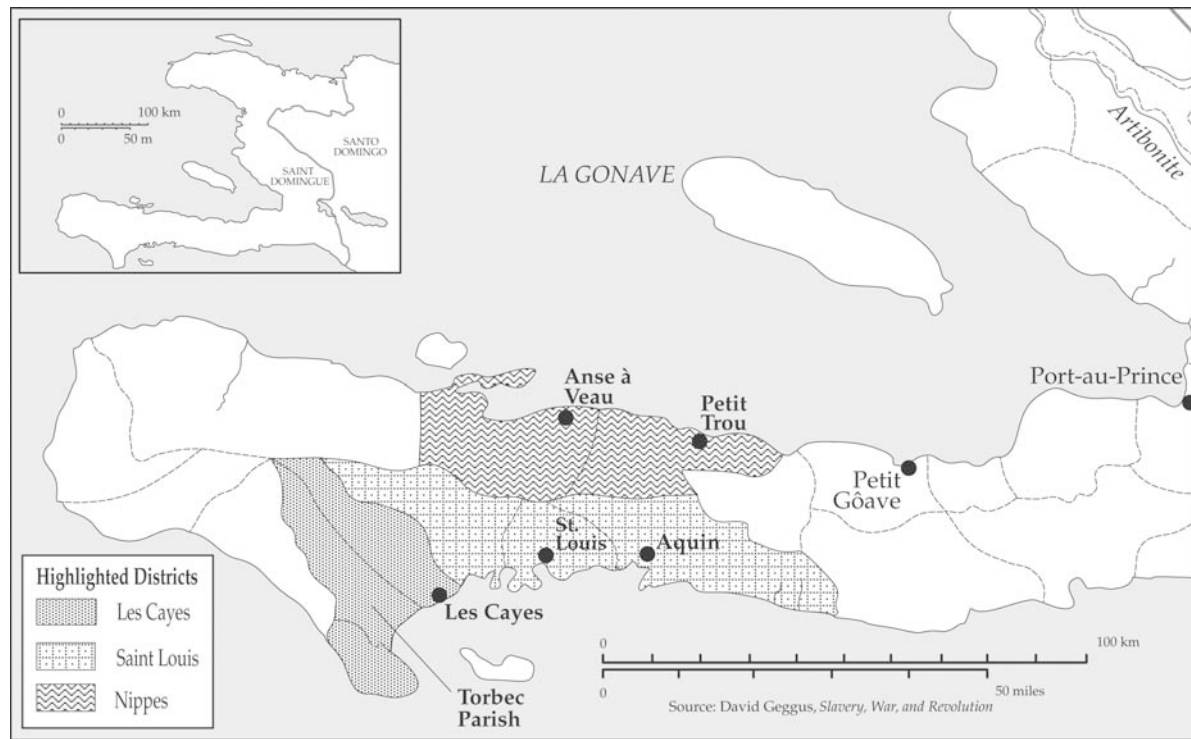 0 100 km
0 50 m
SANTO
DOMINGO
SAINT
DOMINGUE
LA GONAVE
Artibonite
Port-au-Prince
Anse à
Veau
Petit
Trou
Petit
Gôave
St.
Louis
Aquin
Les Cayes
Torbec
Parish
Highlighted Districts
Les Cayes
Saint Louis
Nippes
0 100 km
0 50 miles
Source: David Geggus, Slavery, War, and Revolution